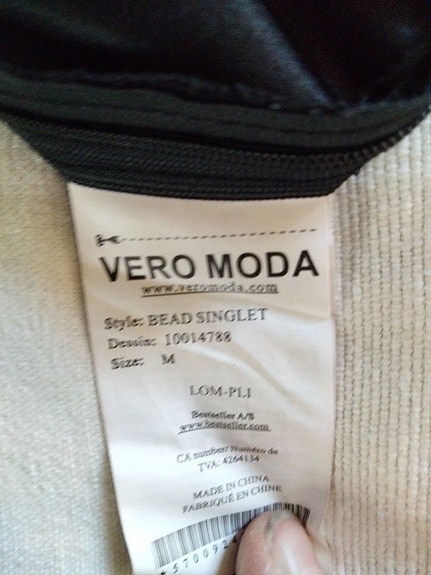 VERO MODA
www.veromoda.com
Style: BEAD SINGLET
Dessin: 10014788
Size: M
LOM-PLI
Bestseller A/S
www.bestseller.com
CA number/ Numéro de
TVA: 4264134
MADE IN CHINA
FABRIQUÉ EN CHINE
570092